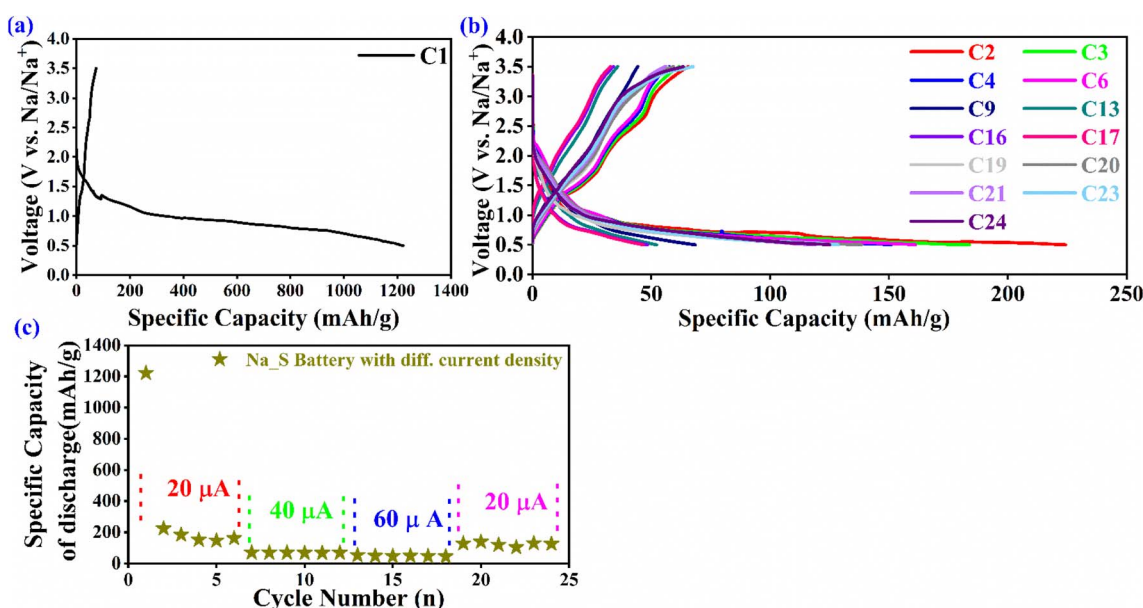 (a)
C1
Voltage (V vs. Na/Na⁺)
4.0
3.5
3.0
2.5
2.0
1.5
1.0
0.5
0.0
0 200 400 600 800 1000 1200 1400
Specific Capacity (mAh/g)
(b)
C2 C3
C4 C6
C9 C13
C16 C17
C19 C20
C21 C23
C24
Voltage (V vs. Na/Na⁺)
4.0
3.5
3.0
2.5
2.0
1.5
1.0
0.5
0.0
0 50 100 150 200 250
Specific Capacity (mAh/g)
(c)
Na_S Battery with diff. current density
Specific Capacity
of discharge(mAh/g)
1400
1200
1000
800
600
400
200
0
20 μA
40 μA
60 μ A
20 μA
0 5 10 15 20 25
Cycle Number (n)